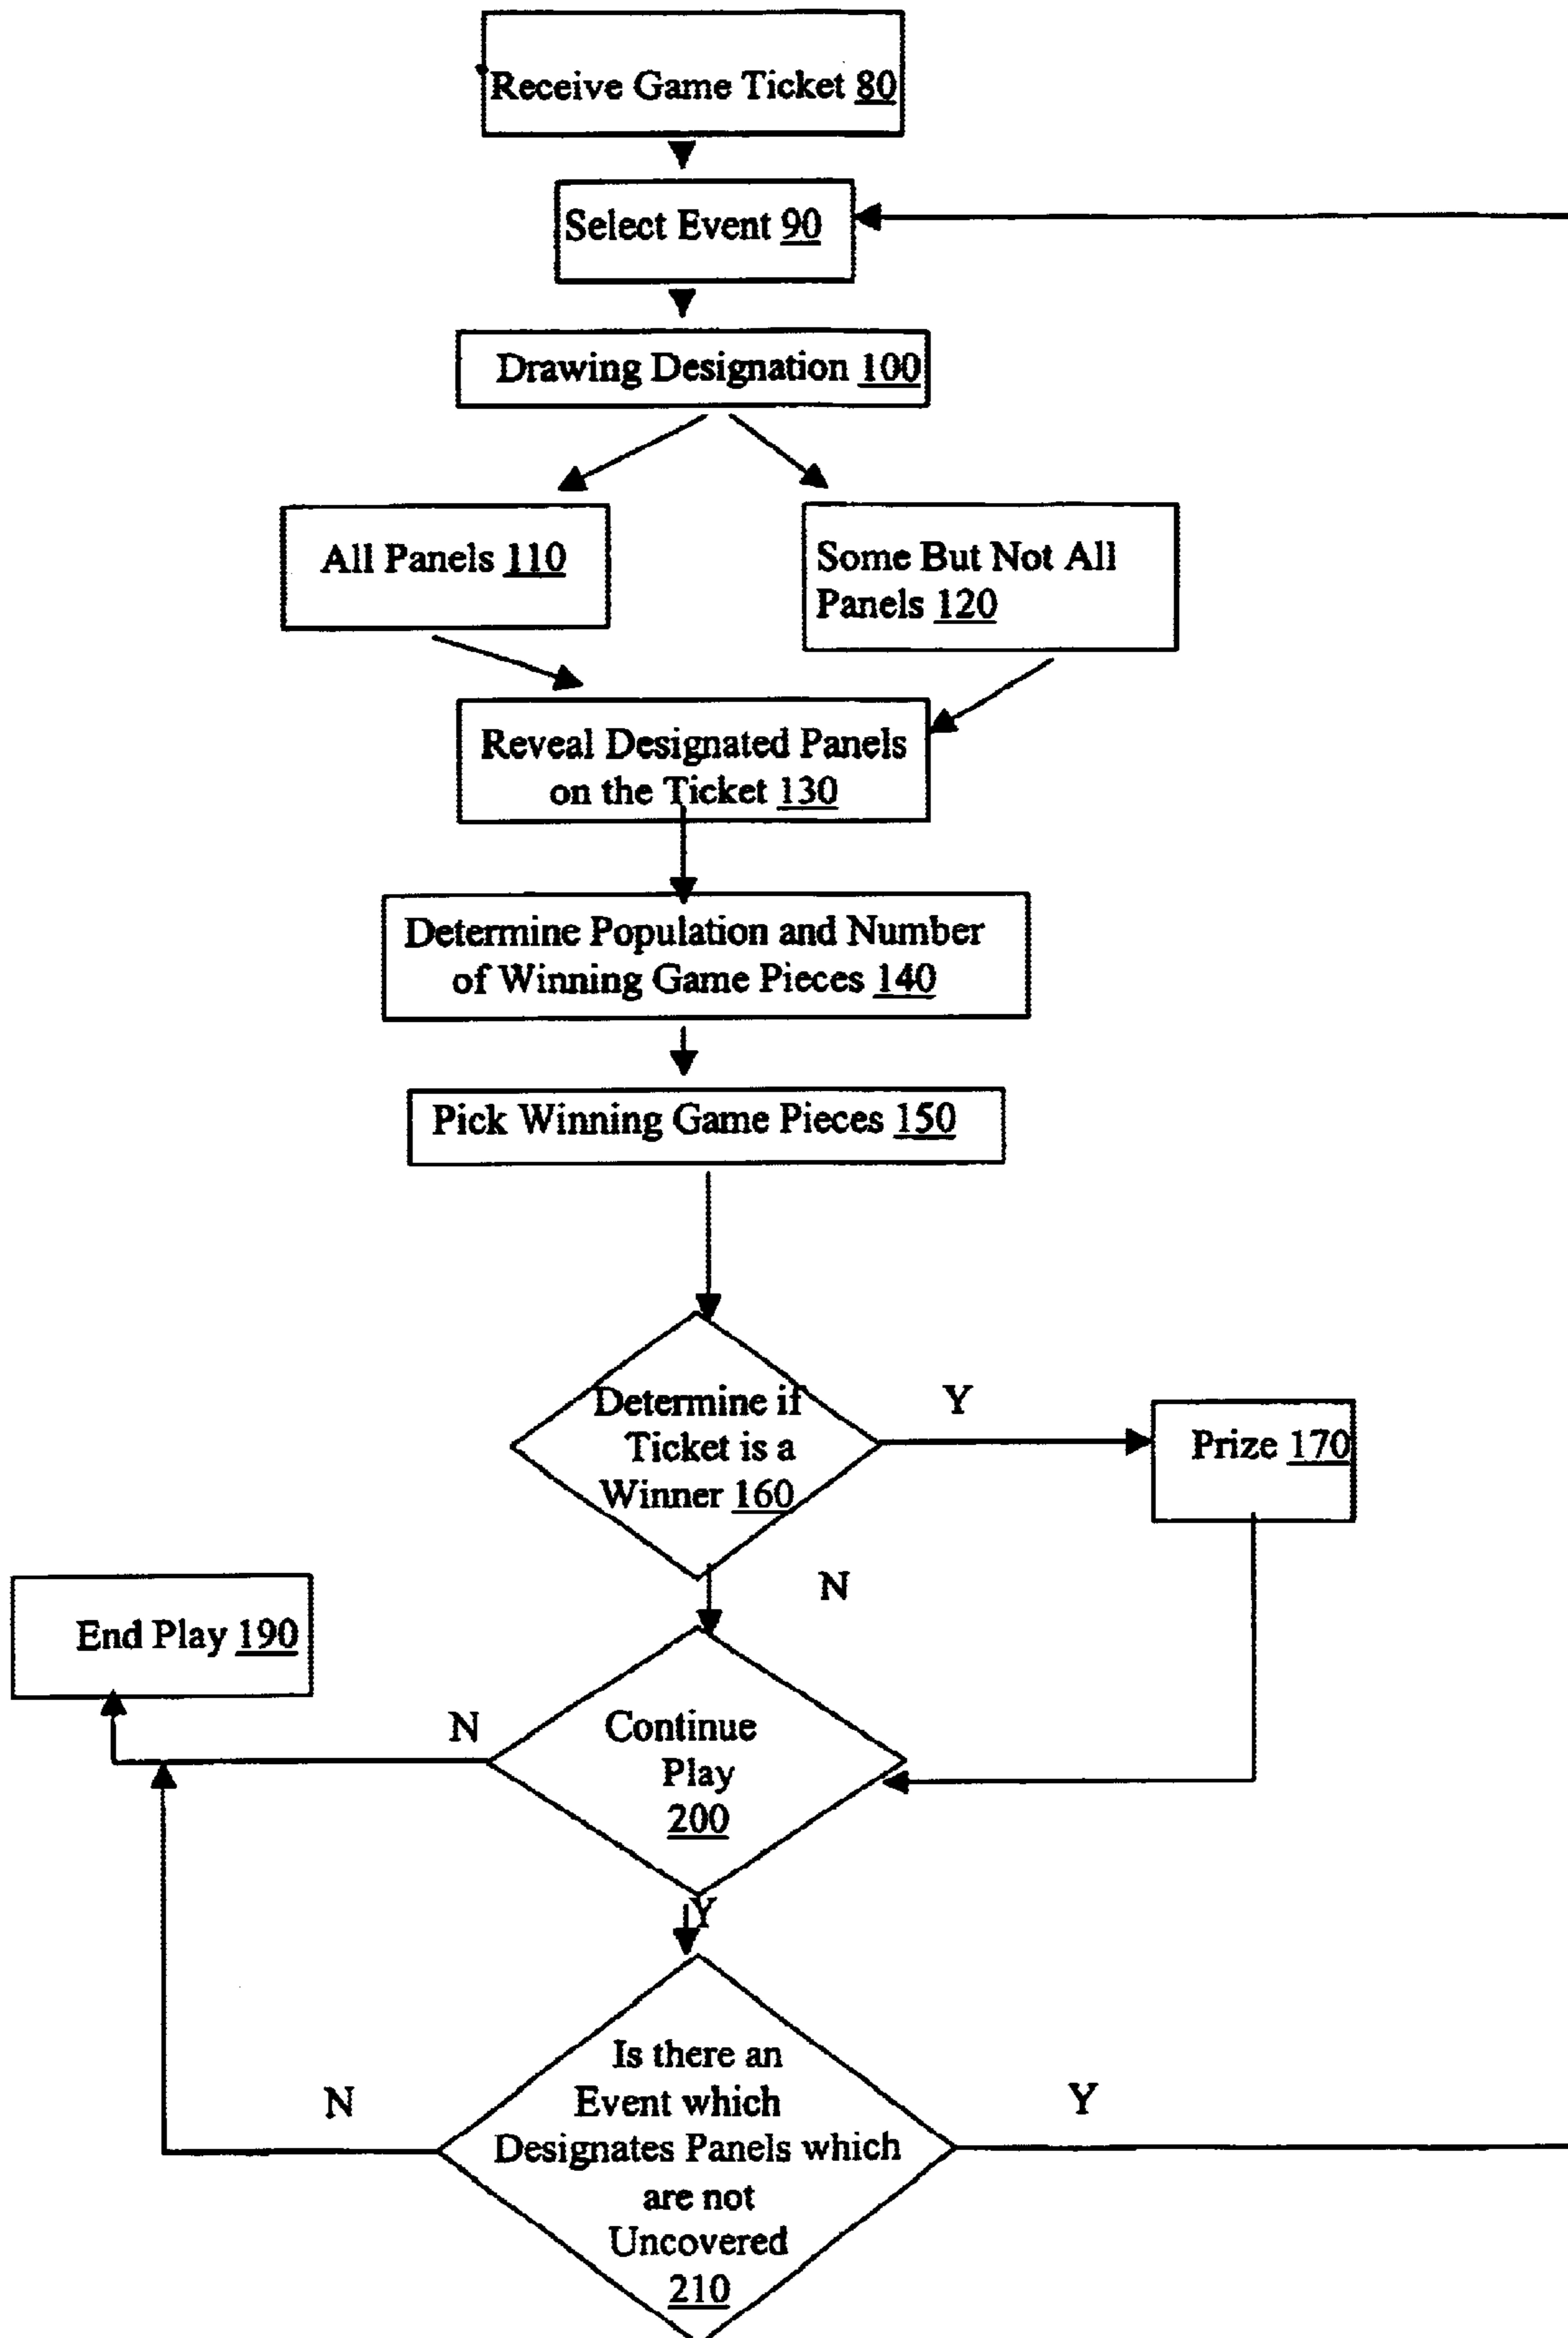 Receive Game Ticket 80
Select Event 90
Drawing Designation 100
All Panels 110
Some But Not All
Panels 120
Reveal Designated Panels
on the Ticket 130
Determine Population and Number
of Winning Game Pieces 140
Pick Winning Game Pieces 150
Determine if
Ticket is a
Winner 160
Y
Prize 170
N
End Play 190
N
Continue
Play
200
Y
Is there an
Event which
Designates Panels which
are not
Uncovered
210
N
Y